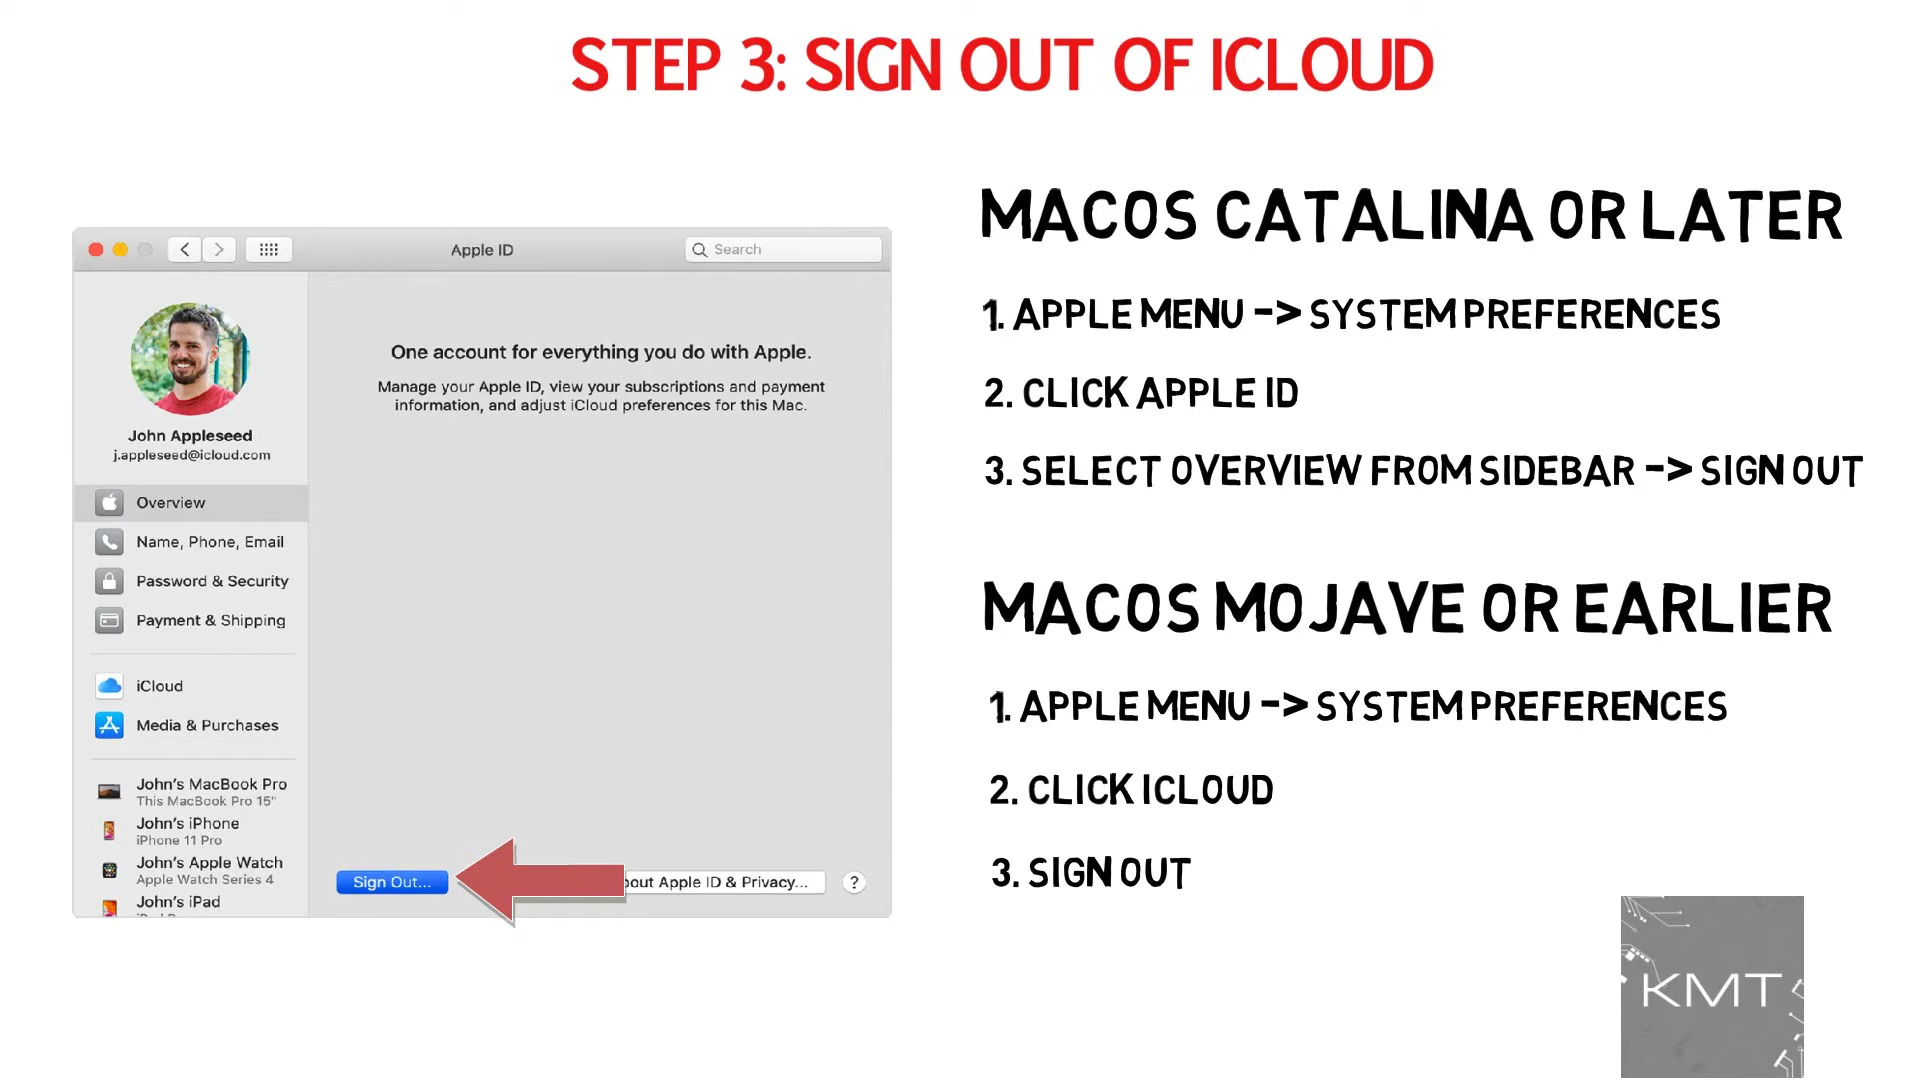 STEP 3: SIGN OUT OF ICLOUD
Apple ID
Search
John Appleseed
j.appleseed@icloud.com
Overview
Name, Phone, Email
Password & Security
Payment & Shipping
iCloud
Media & Purchases
John's MacBook Pro
This MacBook Pro 15"
John's iPhone
iPhone 11 Pro
John's Apple Watch
Apple Watch Series 4
John's iPad
One account for everything you do with Apple.
Manage your Apple ID, view your subscriptions and payment
information, and adjust iCloud preferences for this Mac.
Sign Out...
Apple ID & Privacy...
?
MACOS CATALINA OR LATER
1. APPLE MENU -> SYSTEM PREFERENCES
2. CLICK APPLE ID
3. SELECT OVERVIEW FROM SIDEBAR -> SIGN OUT
MACOS MOJAVE OR EARLIER
1. APPLE MENU -> SYSTEM PREFERENCES
2. CLICK ICLOUD
3. SIGN OUT
KMT